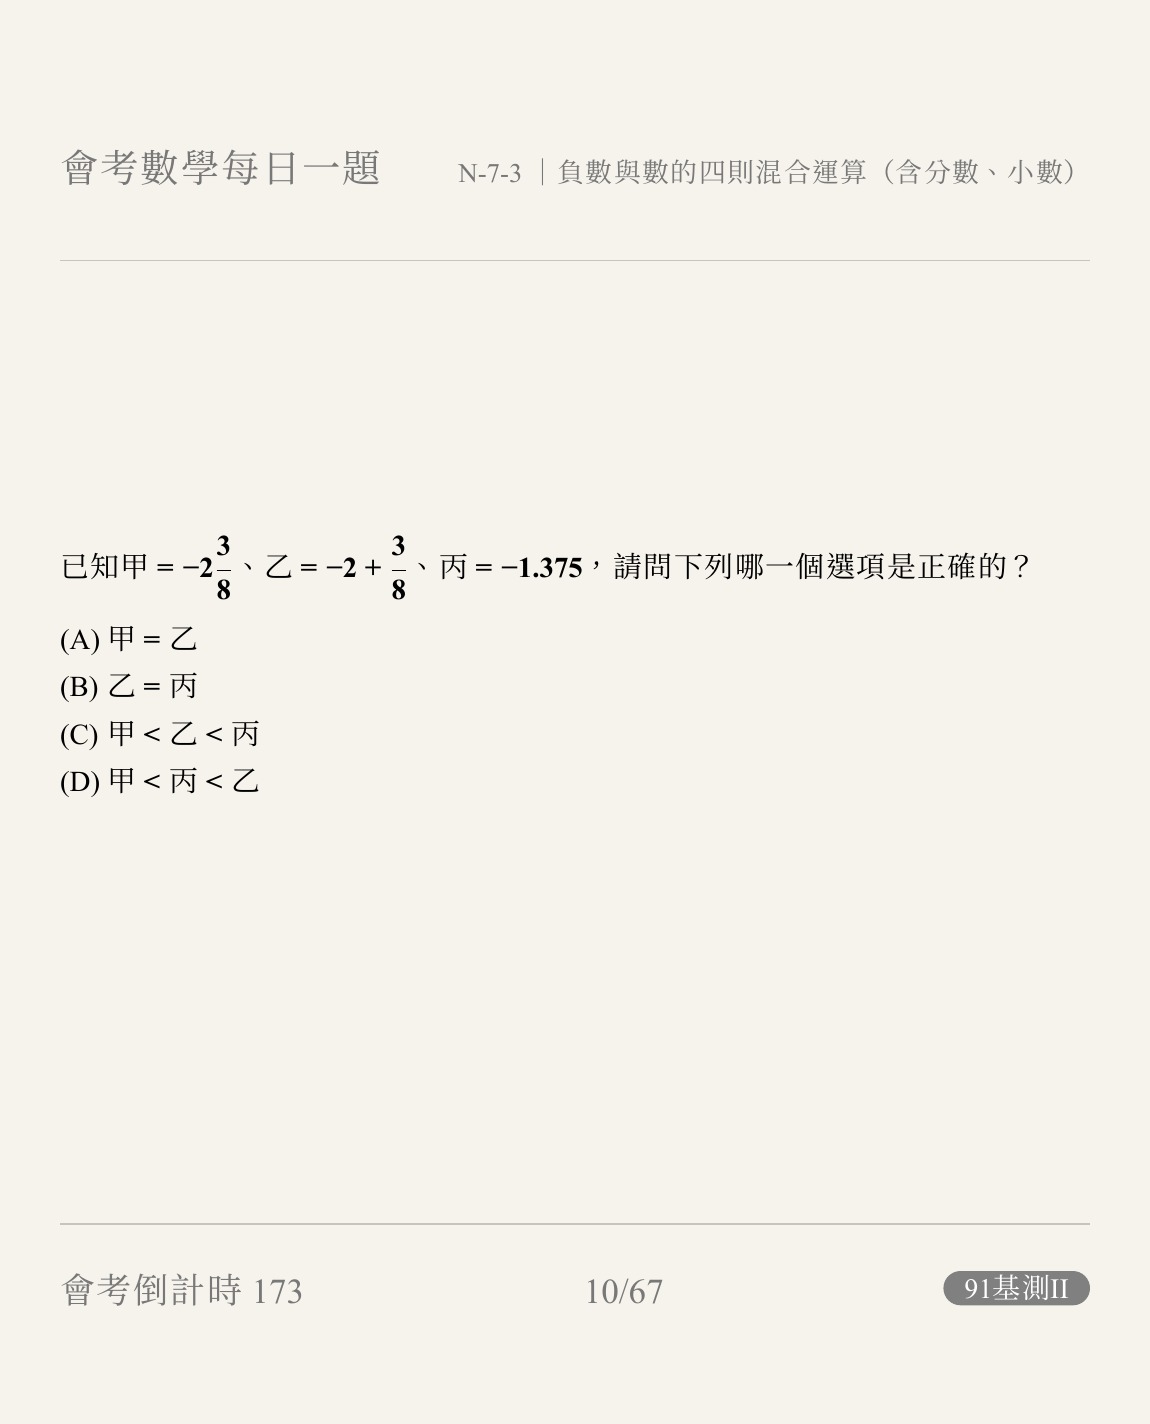 會考數學每日一題
N-7-3｜負數與數的四則混合運算（含分數、小數）
已知甲 = −2 3/8、乙 = −2 + 3/8、丙 = −1.375，請問下列哪一個選項是正確的？
(A) 甲 = 乙
(B) 乙 = 丙
(C) 甲 < 乙 < 丙
(D) 甲 < 丙 < 乙
會考倒計時 173
10/67
91基測II